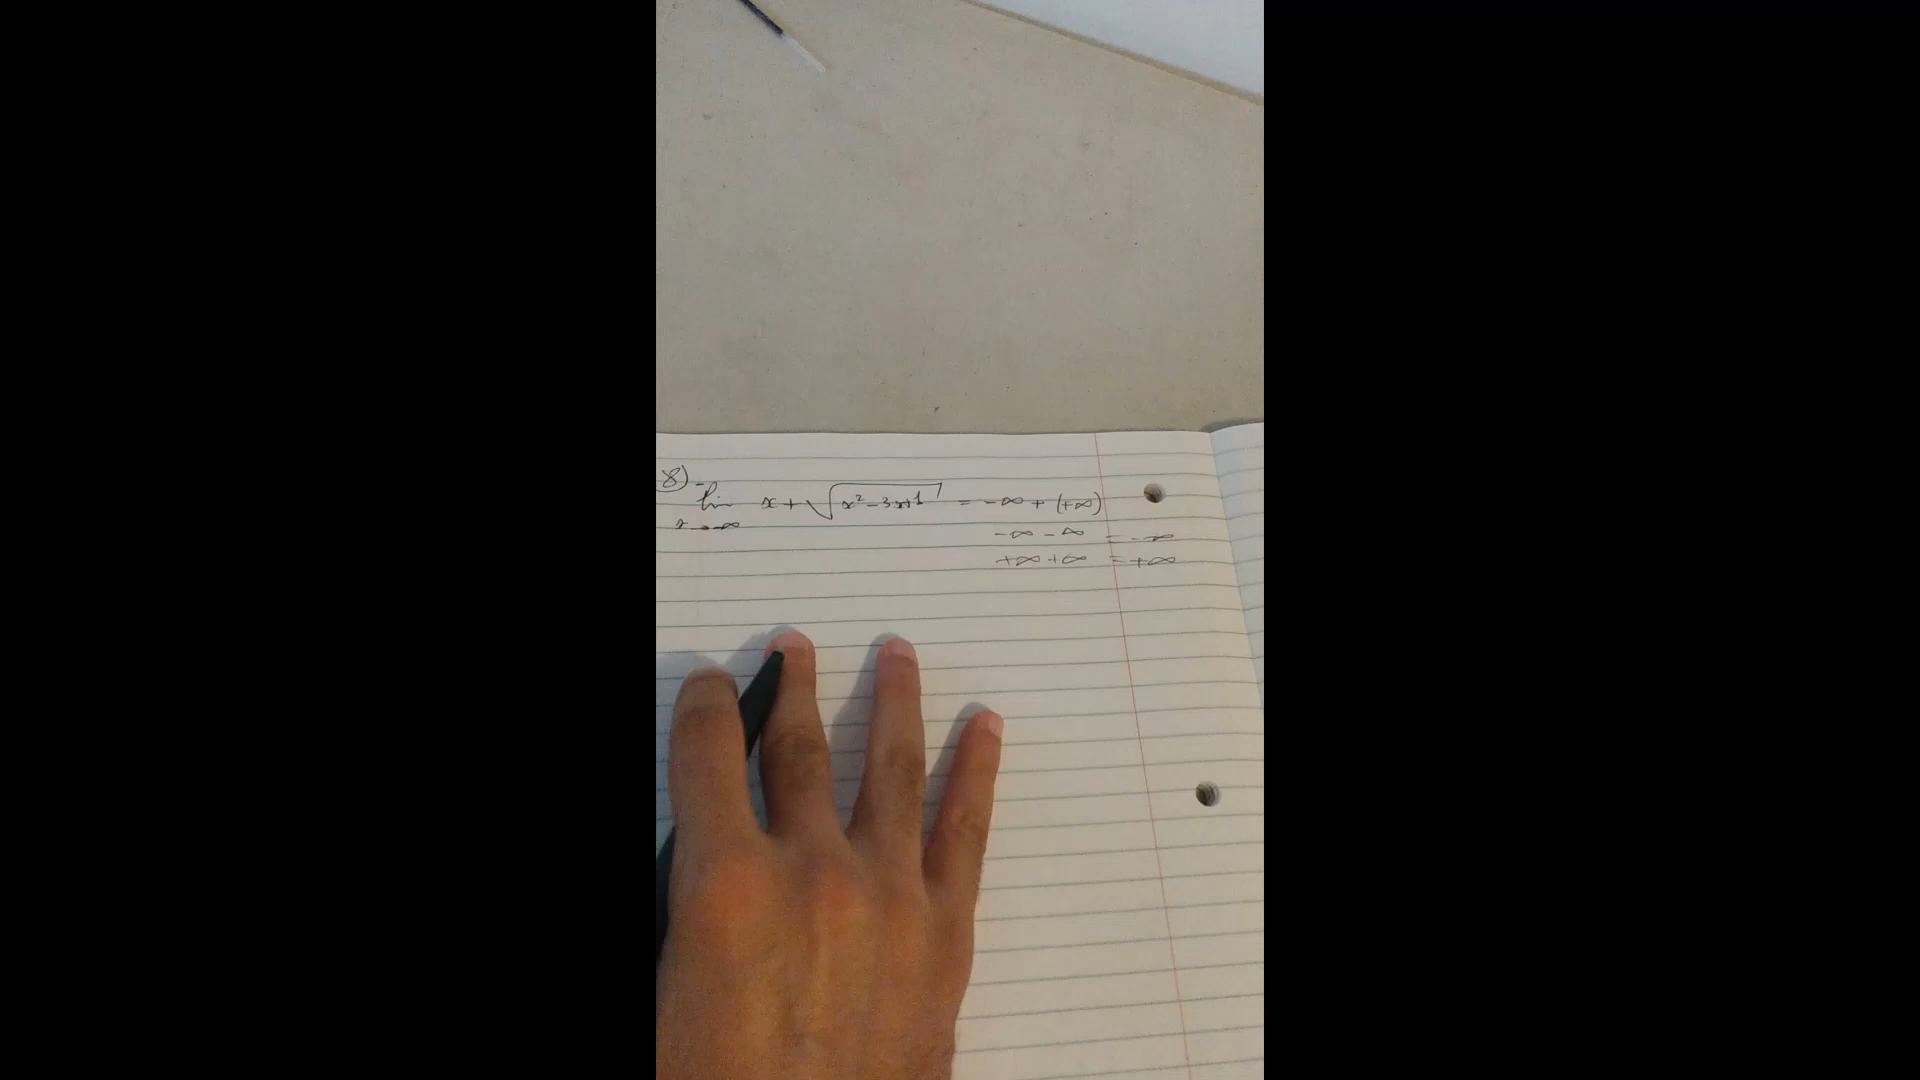 8)
lim x + √(x² - 3x + 1) = -∞ + (+∞)
x → -∞
-∞ - ∞ = -∞
+∞ + ∞ = +∞